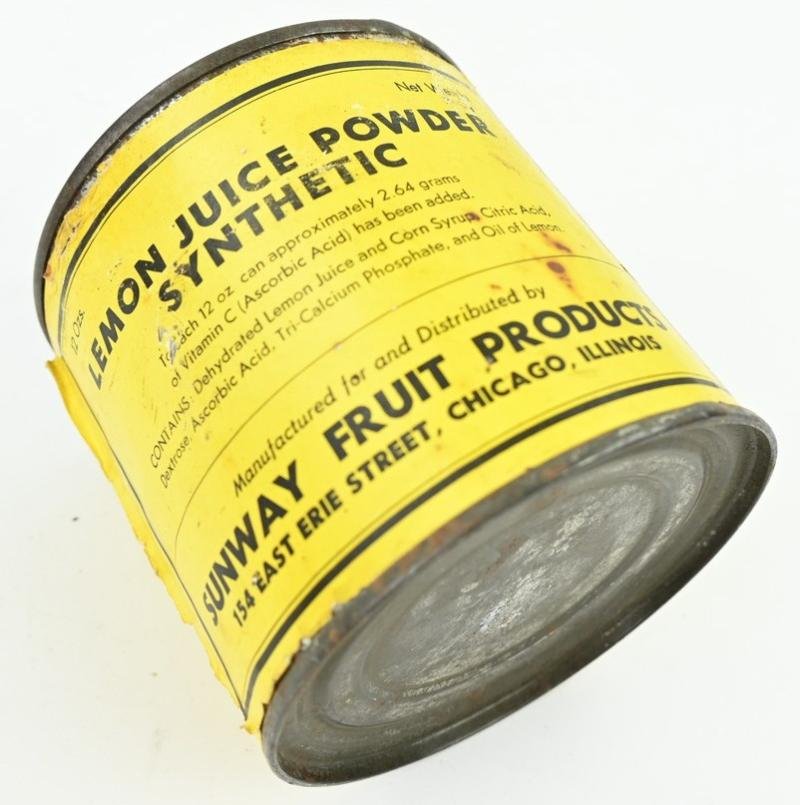 Net
12 Ozs.
LEMON JUICE POWDER
SYNTHETIC
To each 12 oz can approximately 2.64 grams
of Vitamin C (Ascorbic Acid) has been added.
CONTAINS: Dehydrated Lemon Juice and Corn Syrup, Citric Acid,
Dextrose, Ascorbic Acid, Tri-Calcium Phosphate, and Oil of Lemon.
Manufactured for and Distributed by
SUNWAY FRUIT PRODUCTS
154 EAST ERIE STREET, CHICAGO, ILLINOIS